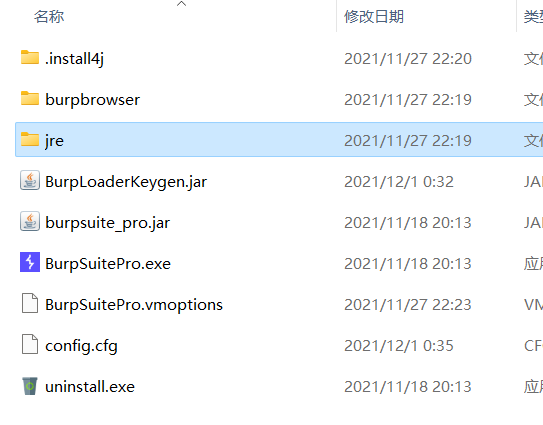 名称 修改日期 类型
.install4j 2021/11/27 22:20 文件
burpbrowser 2021/11/27 22:19 文件
jre 2021/11/27 22:19 文件
BurpLoaderKeygen.jar 2021/12/1 0:32 JA
burpsuite_pro.jar 2021/11/18 20:13 JA
BurpSuitePro.exe 2021/11/18 20:13 应用
BurpSuitePro.vmoptions 2021/11/27 22:23 VM
config.cfg 2021/12/1 0:35 CF
uninstall.exe 2021/11/18 20:13 应用